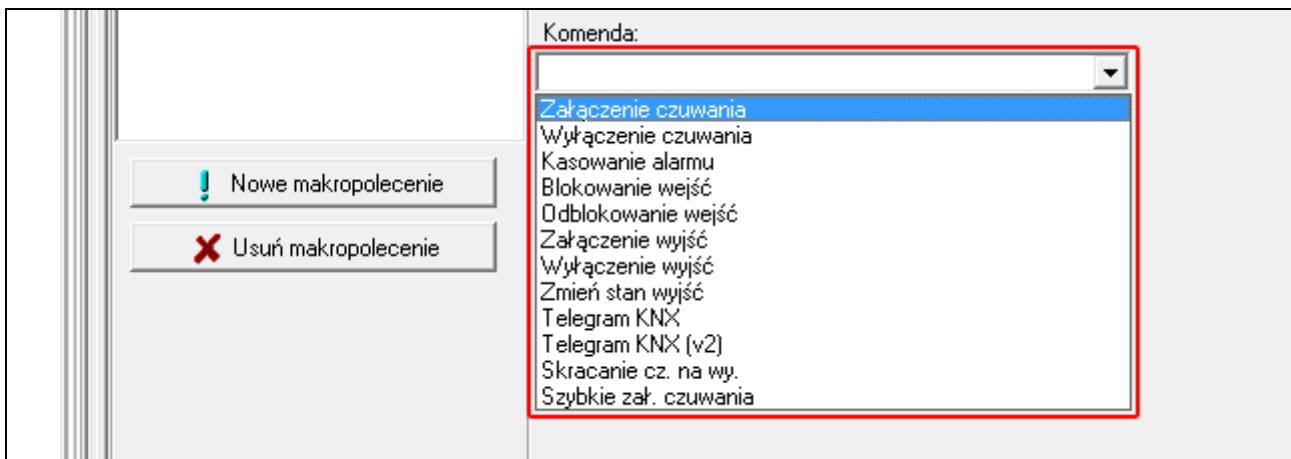 Komenda:
Załączenie czuwania
Wyłączenie czuwania
Kasowanie alarmu
Blokowanie wejść
Odblokowanie wejść
Załączenie wyjść
Wyłączenie wyjść
Zmień stan wyjść
Telegram KNX
Telegram KNX (v2)
Skracanie cz. na wy.
Szybkie zał. czuwania
Nowe makropolecenie
Usuń makropolecenie